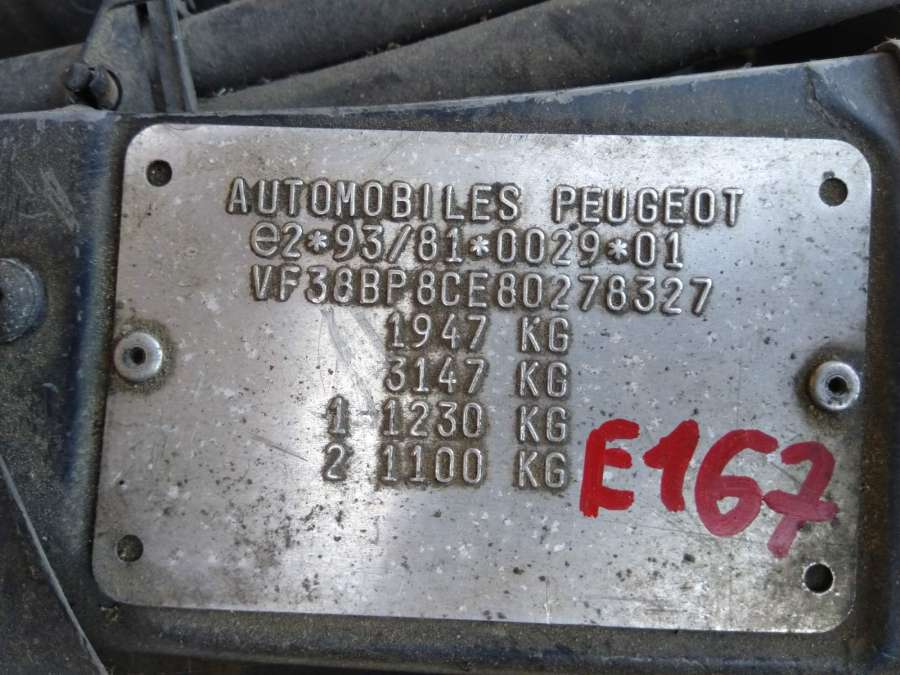 AUTOMOBILES PEUGEOT
e2*93/81*0029*01
VF38BP8CE80278327
1947 KG
3147 KG
1 1230 KG
2 1100 KG
E167